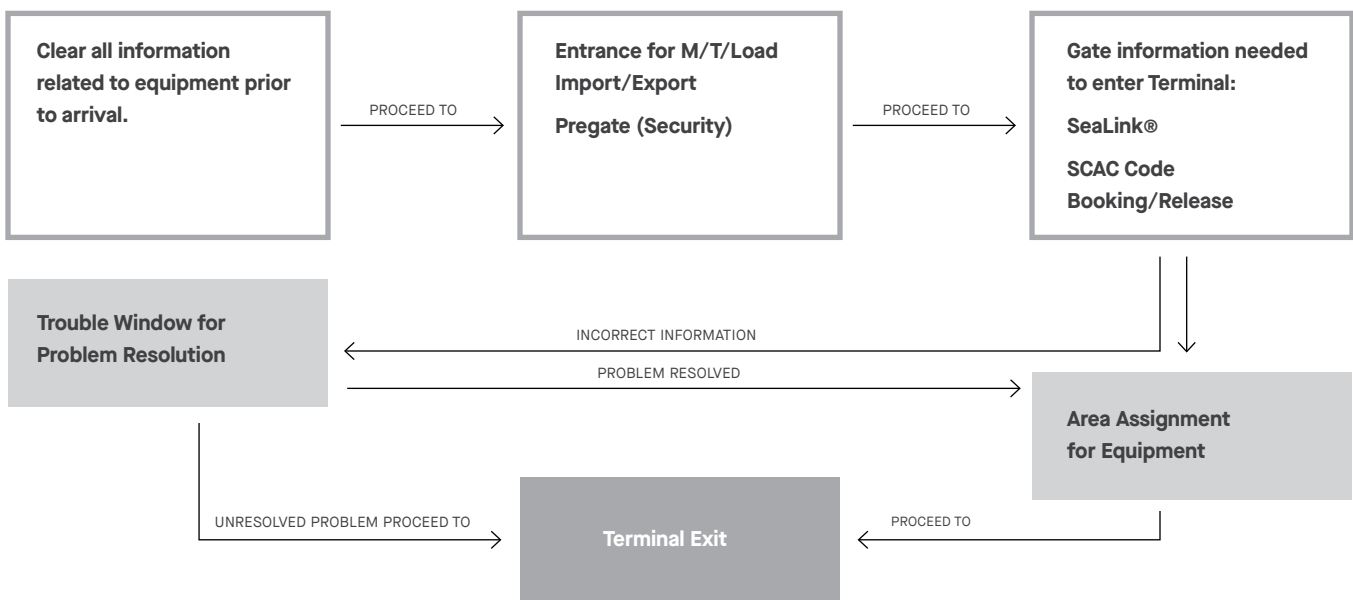 Clear all information
related to equipment prior
to arrival.
PROCEED TO
Entrance for M/T/Load
Import/Export
Pregate (Security)
PROCEED TO
Gate information needed
to enter Terminal:
SeaLink®
SCAC Code
Booking/Release
Trouble Window for
Problem Resolution
INCORRECT INFORMATION
PROBLEM RESOLVED
Area Assignment
for Equipment
UNRESOLVED PROBLEM PROCEED TO
Terminal Exit
PROCEED TO